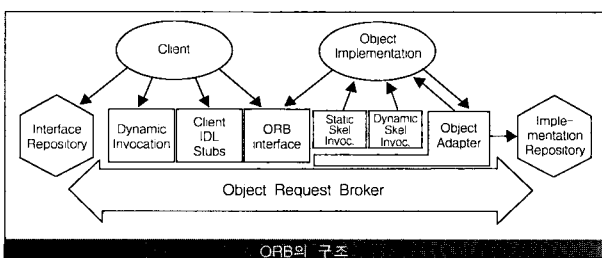 Client
Object
Implementation
Interface
Repository
Dynamic
Invocation
Client
IDL
Stubs
ORB
interface
Static
Skel
Invoc.
Dynamic
Skel
Invoc.
Object
Adapter
Imple-
mentation
Repository
Object Request Broker
ORB의 구조